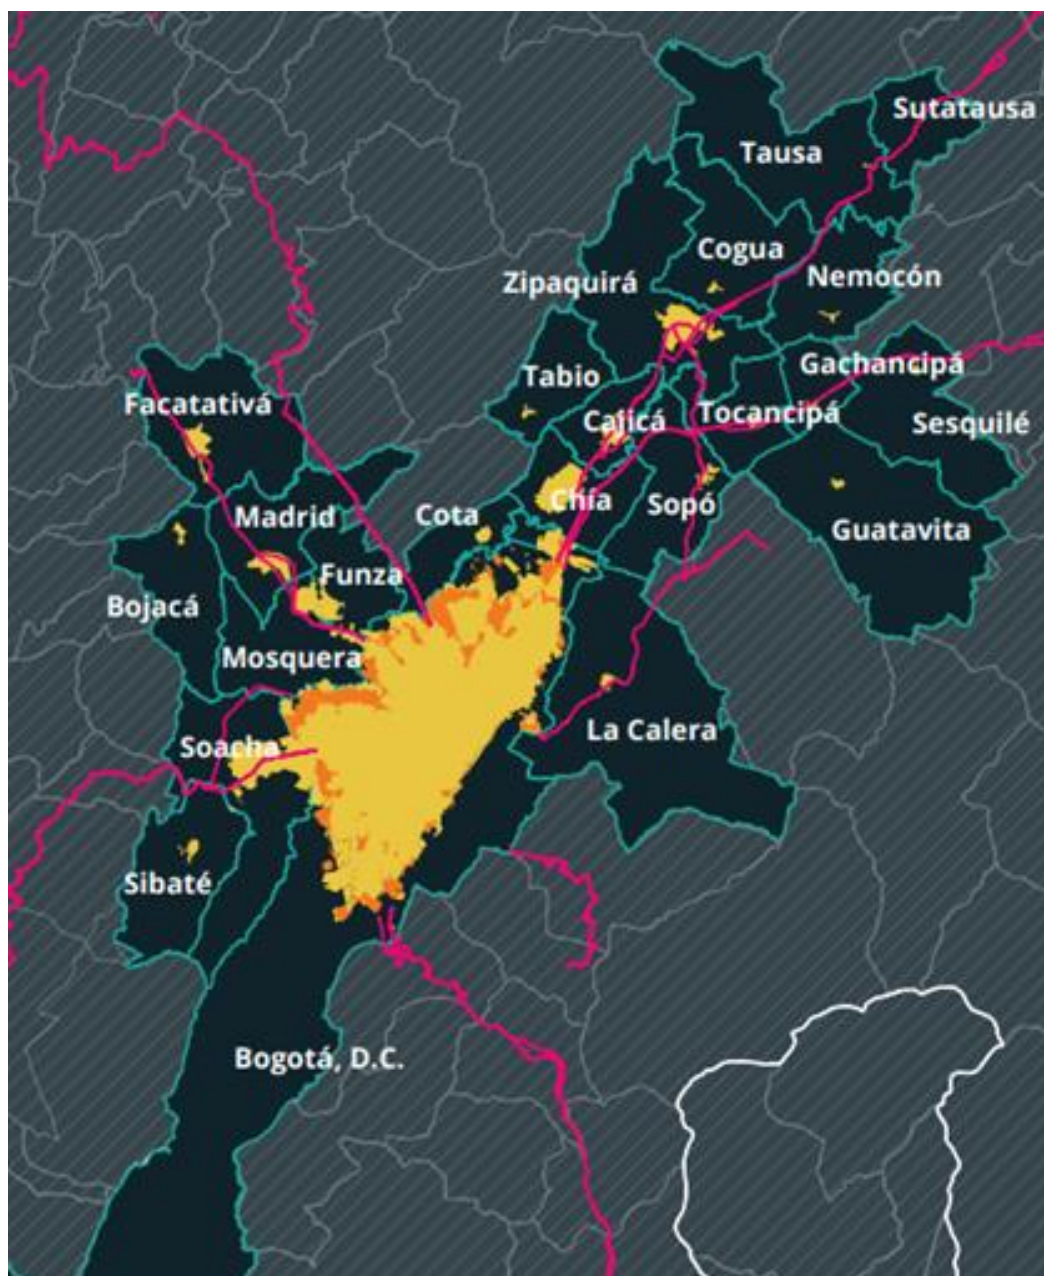 Sutatausa
Tausa
Cogua
Nemocón
Zipaquirá
Gachancipá
Tabio
Facatativá
Cajicá
Tocancipá
Sesquilé
Chía
Sopó
Cota
Madrid
Guatavita
Funza
Bojacá
Mosquera
La Calera
Soacha
Sibaté
Bogotá, D.C.